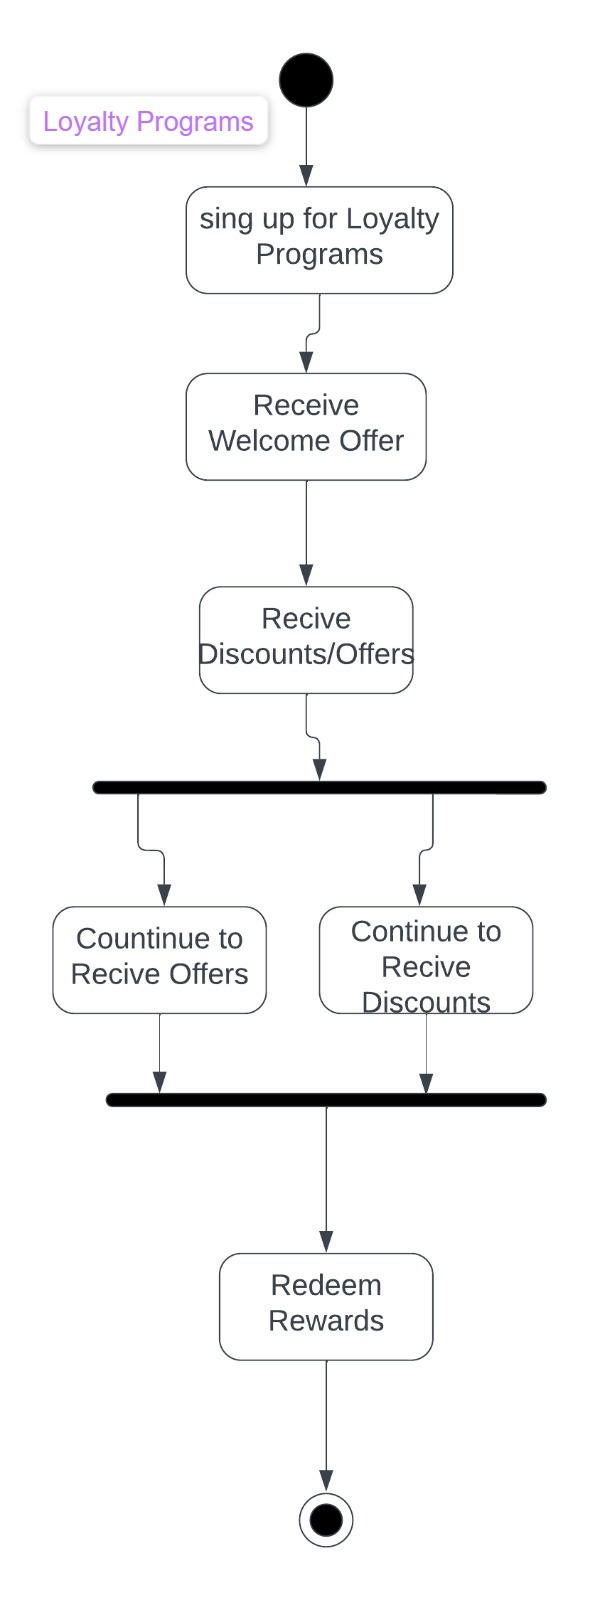 Loyalty Programs
sing up for Loyalty
Programs
Receive
Welcome Offer
Recive
Discounts/Offers
Countinue to
Recive Offers
Continue to
Recive
Discounts
Redeem
Rewards